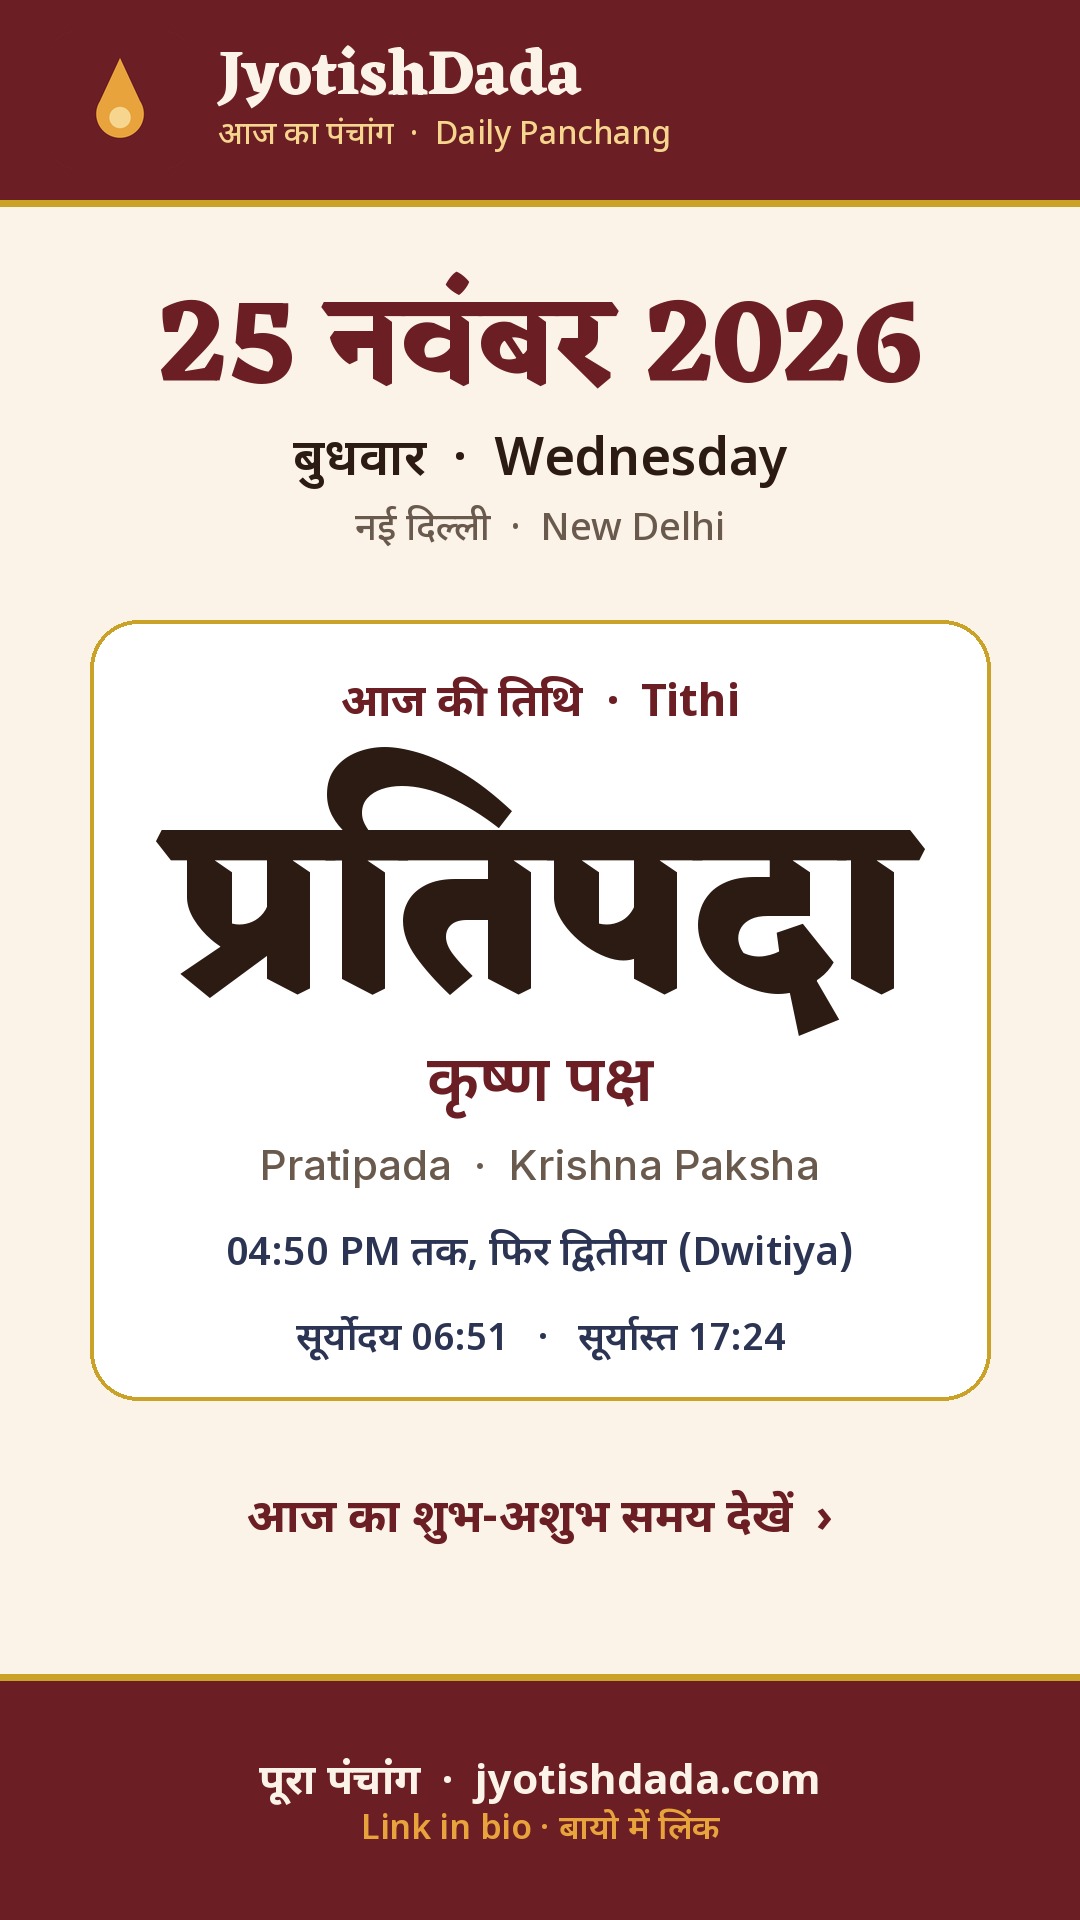 JyotishDada
आज का पंचांग · Daily Panchang
25 नवंबर 2026
बुधवार · Wednesday
नई दिल्ली · New Delhi
आज की तिथि · Tithi
प्रतिपदा
कृष्ण पक्ष
Pratipada · Krishna Paksha
04:50 PM तक, फिर द्वितीया (Dwitiya)
सूर्योदय 06:51 · सूर्यास्त 17:24
आज का शुभ-अशुभ समय देखें ›
पूरा पंचांग · jyotishdada.com
Link in bio · बायो में लिंक